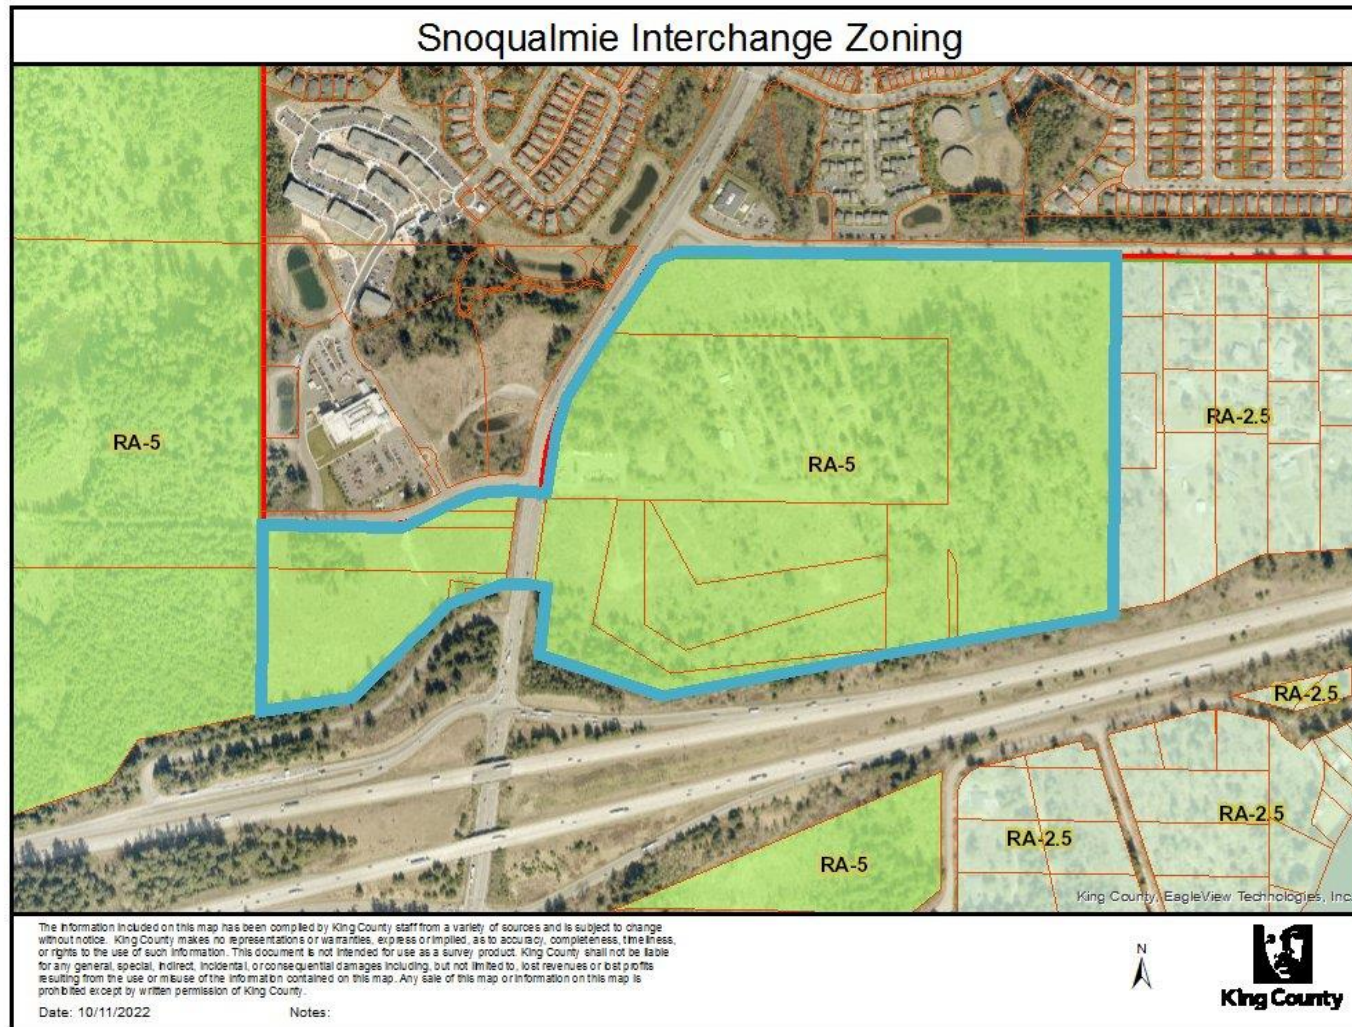 Snoqualmie Interchange Zoning
RA-5
RA-5
RA-2.5
RA-2.5
RA-2.5
RA-2.5
RA-5
King County, EagleView Technologies, Inc.
The information included on this map has been compiled by King County staff from a variety of sources and is subject to change
without notice. King County makes no representations or warranties, express or implied, as to accuracy, completeness, timeliness,
or rights to the use of such information. This document is not intended for use as a survey product. King County shall not be liable
for any general, special, indirect, incidental, or consequential damages including, but not limited to, lost revenues or lost profits
resulting from the use or misuse of the information contained on this map. Any sale of this map or information on this map is
prohibited except by written permission of King County.
Date: 10/11/2022 Notes:
N
King County